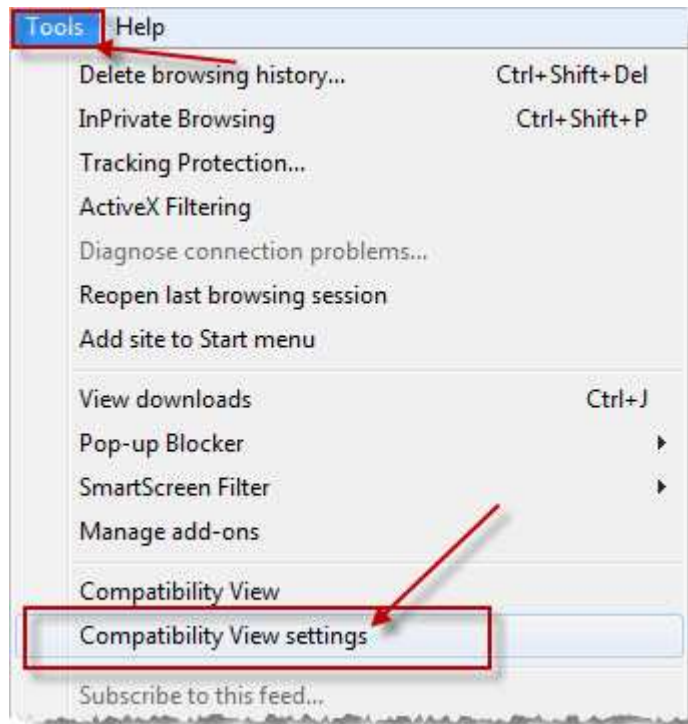 Tools Help
Delete browsing history... Ctrl+Shift+Del
InPrivate Browsing Ctrl+Shift+P
Tracking Protection...
ActiveX Filtering
Diagnose connection problems...
Reopen last browsing session
Add site to Start menu
View downloads Ctrl+J
Pop-up Blocker
SmartScreen Filter
Manage add-ons
Compatibility View
Compatibility View settings
Subscribe to this feed...